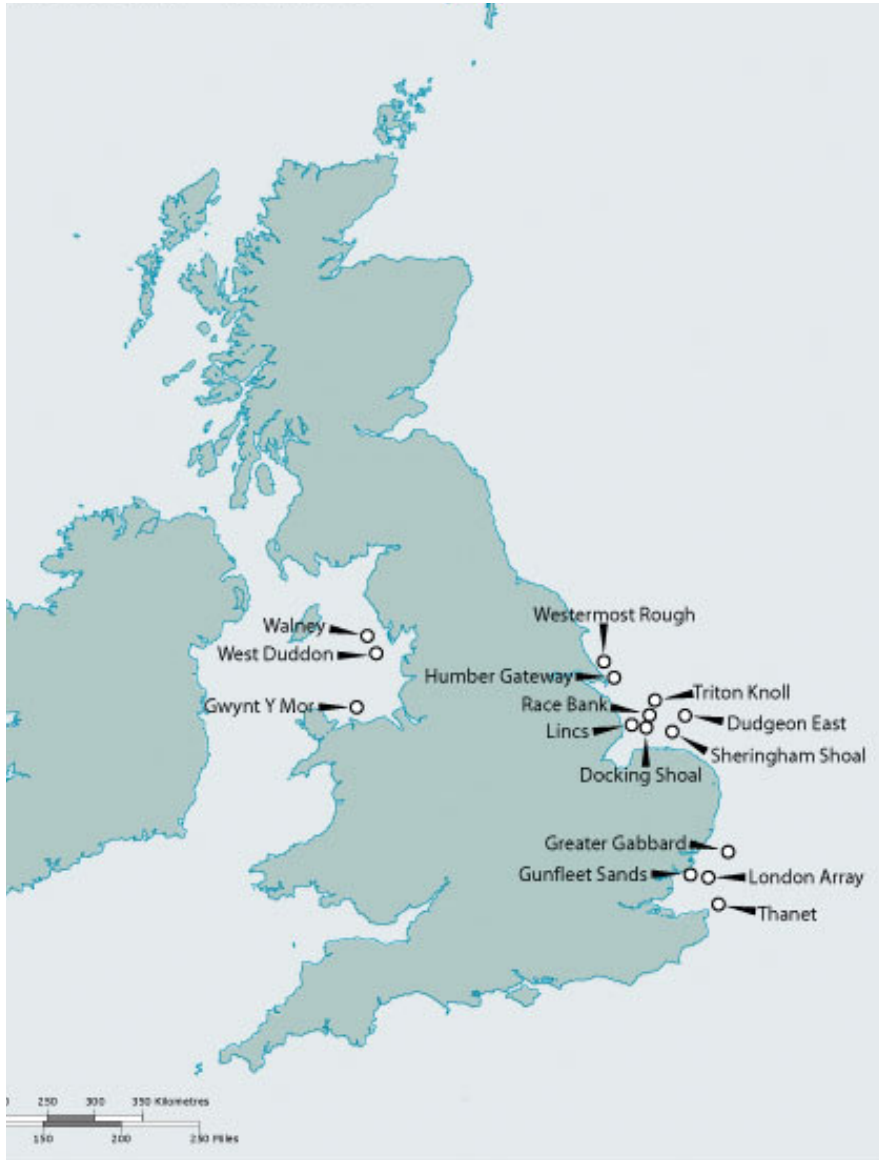 Westermost Rough
Walney
West Duddon
Humber Gateway
Triton Knoll
Gwynt Y Mor
Race Bank
Dudgeon East
Lincs
Sheringham Shoal
Docking Shoal
Greater Gabbard
Gunfleet Sands
London Array
Thanet
250 300 350 Kilometres
150 200 250 Miles